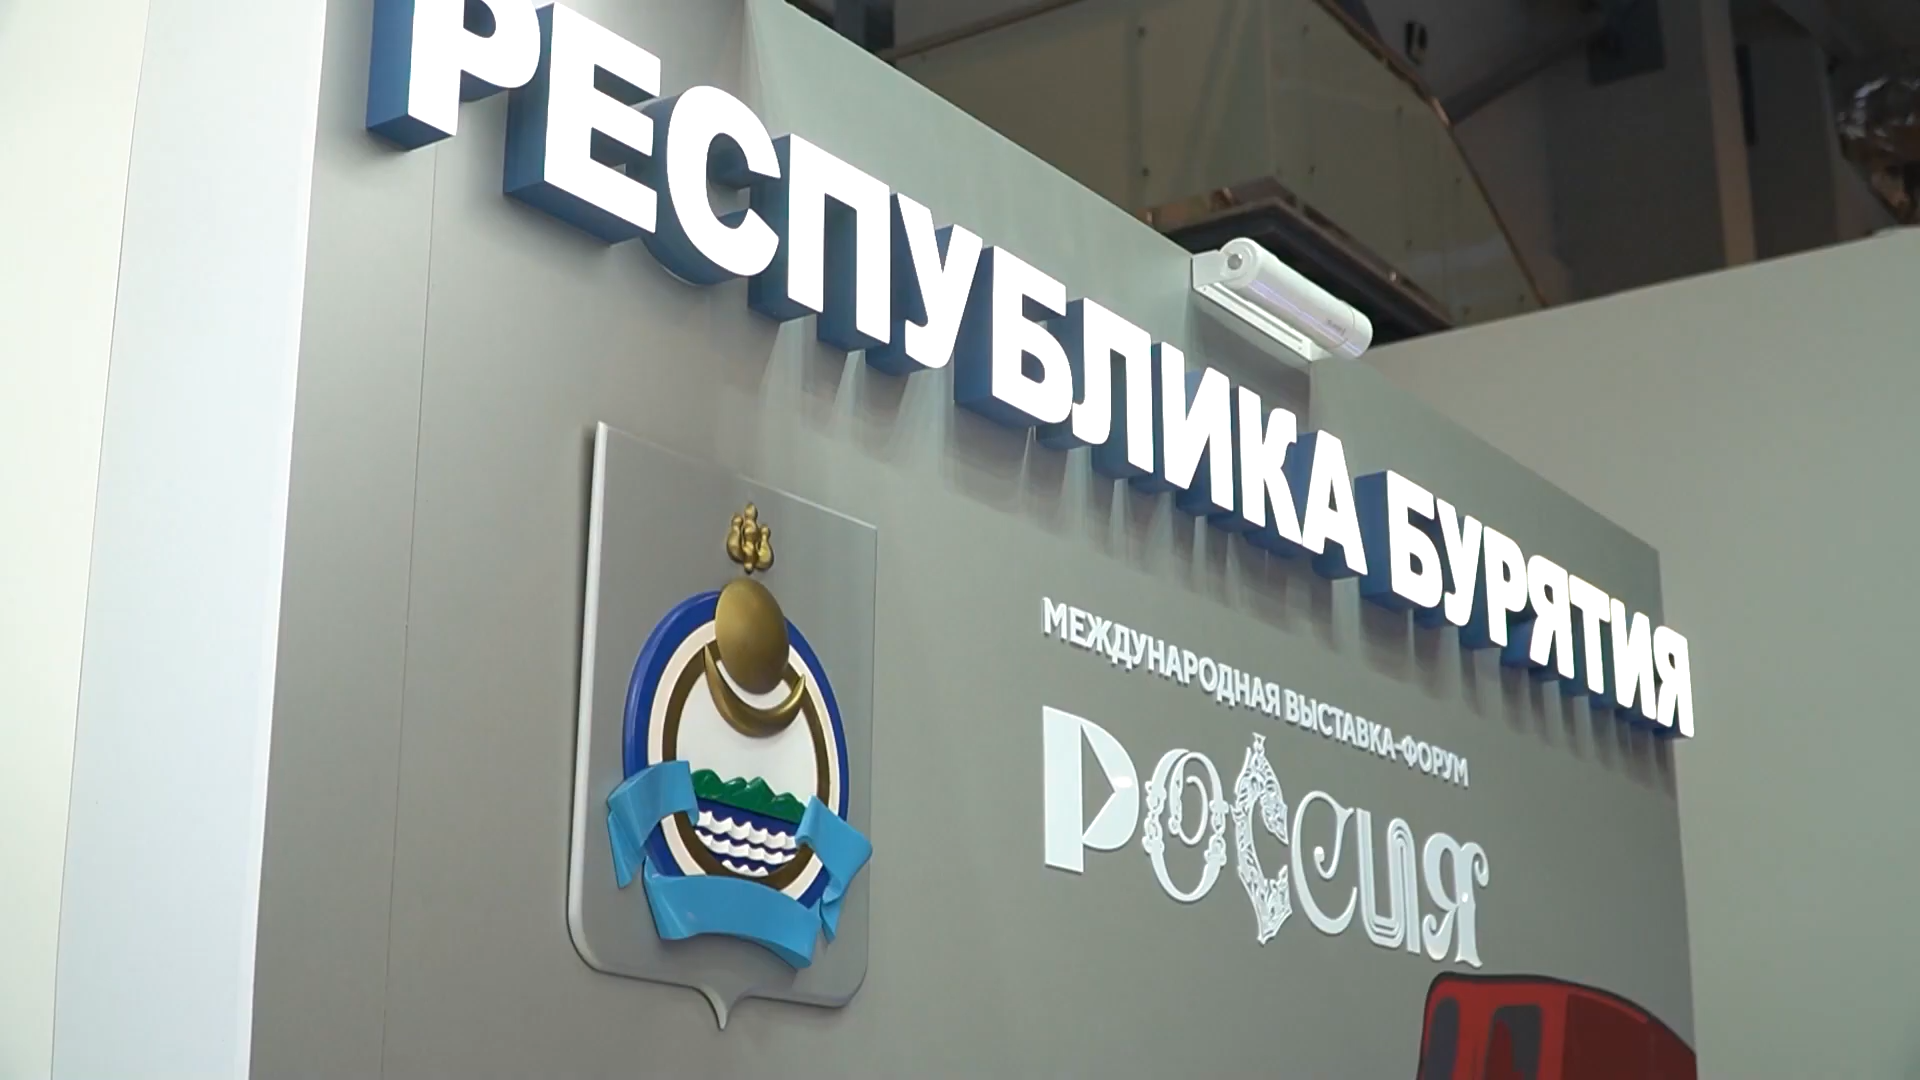 РЕСПУБЛИКА БУРЯТИЯ
МЕЖДУНАРОДНАЯ ВЫСТАВКА-ФОРУМ
РОССИЯ